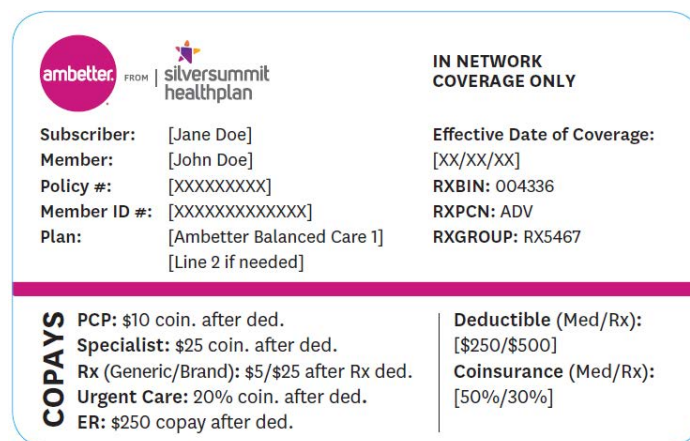 ambetter. FROM | silversummit healthplan
IN NETWORK
COVERAGE ONLY
Subscriber: [Jane Doe]
Member: [John Doe]
Policy #: [XXXXXXXXX]
Member ID #: [XXXXXXXXXXXXX]
Plan: [Ambetter Balanced Care 1]
[Line 2 if needed]
Effective Date of Coverage:
[XX/XX/XX]
RXBIN: 004336
RXPCN: ADV
RXGROUP: RX5467
COPAYS
PCP: $10 coin. after ded.
Specialist: $25 coin. after ded.
Rx (Generic/Brand): $5/$25 after Rx ded.
Urgent Care: 20% coin. after ded.
ER: $250 copay after ded.
Deductible (Med/Rx):
[$250/$500]
Coinsurance (Med/Rx):
[50%/30%]